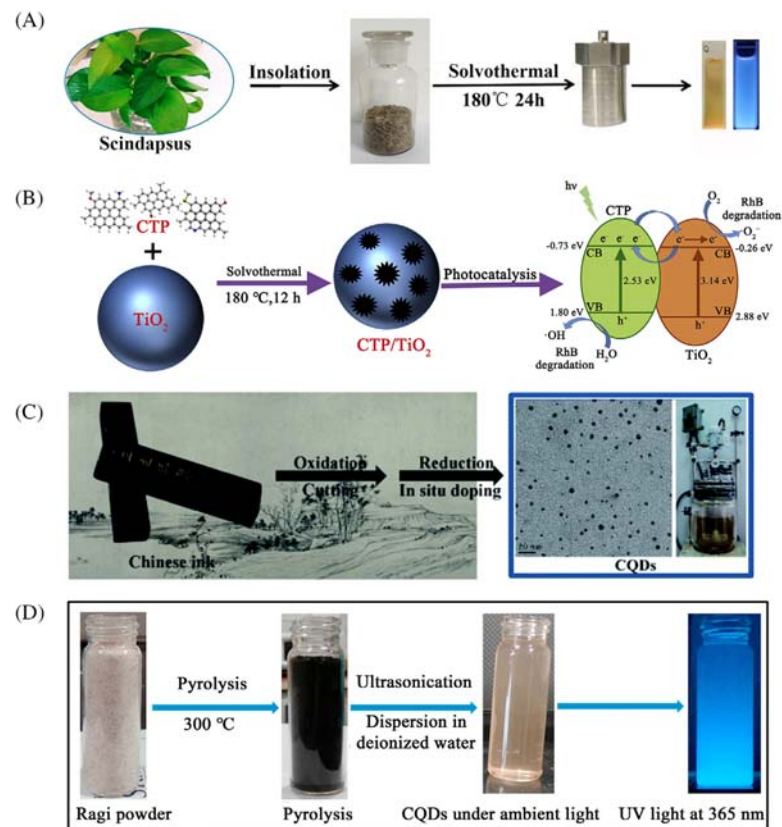 (A)
Scindapsus
Insolation
Solvothermal
180℃ 24h
(B)
CTP
+
TiO₂
Solvothermal
180 ℃,12 h
CTP/TiO₂
Photocatalysis
hv
CTP
O₂
RhB
degradation
·O₂⁻
e⁻ e⁻ e⁻
e⁻ e⁻
-0.73 eV
CB
CB
-0.26 eV
2.53 eV
3.14 eV
1.80 eV
VB
VB
2.88 eV
h⁺
h⁺
·OH
H₂O
RhB
degradation
TiO₂
(C)
Chinese ink
Oxidation
Cutting
Reduction
In situ doping
CQDs
(D)
Ragi powder
Pyrolysis
300 ℃
Pyrolysis
Ultrasonication
Dispersion in
deionized water
CQDs under ambient light
UV light at 365 nm